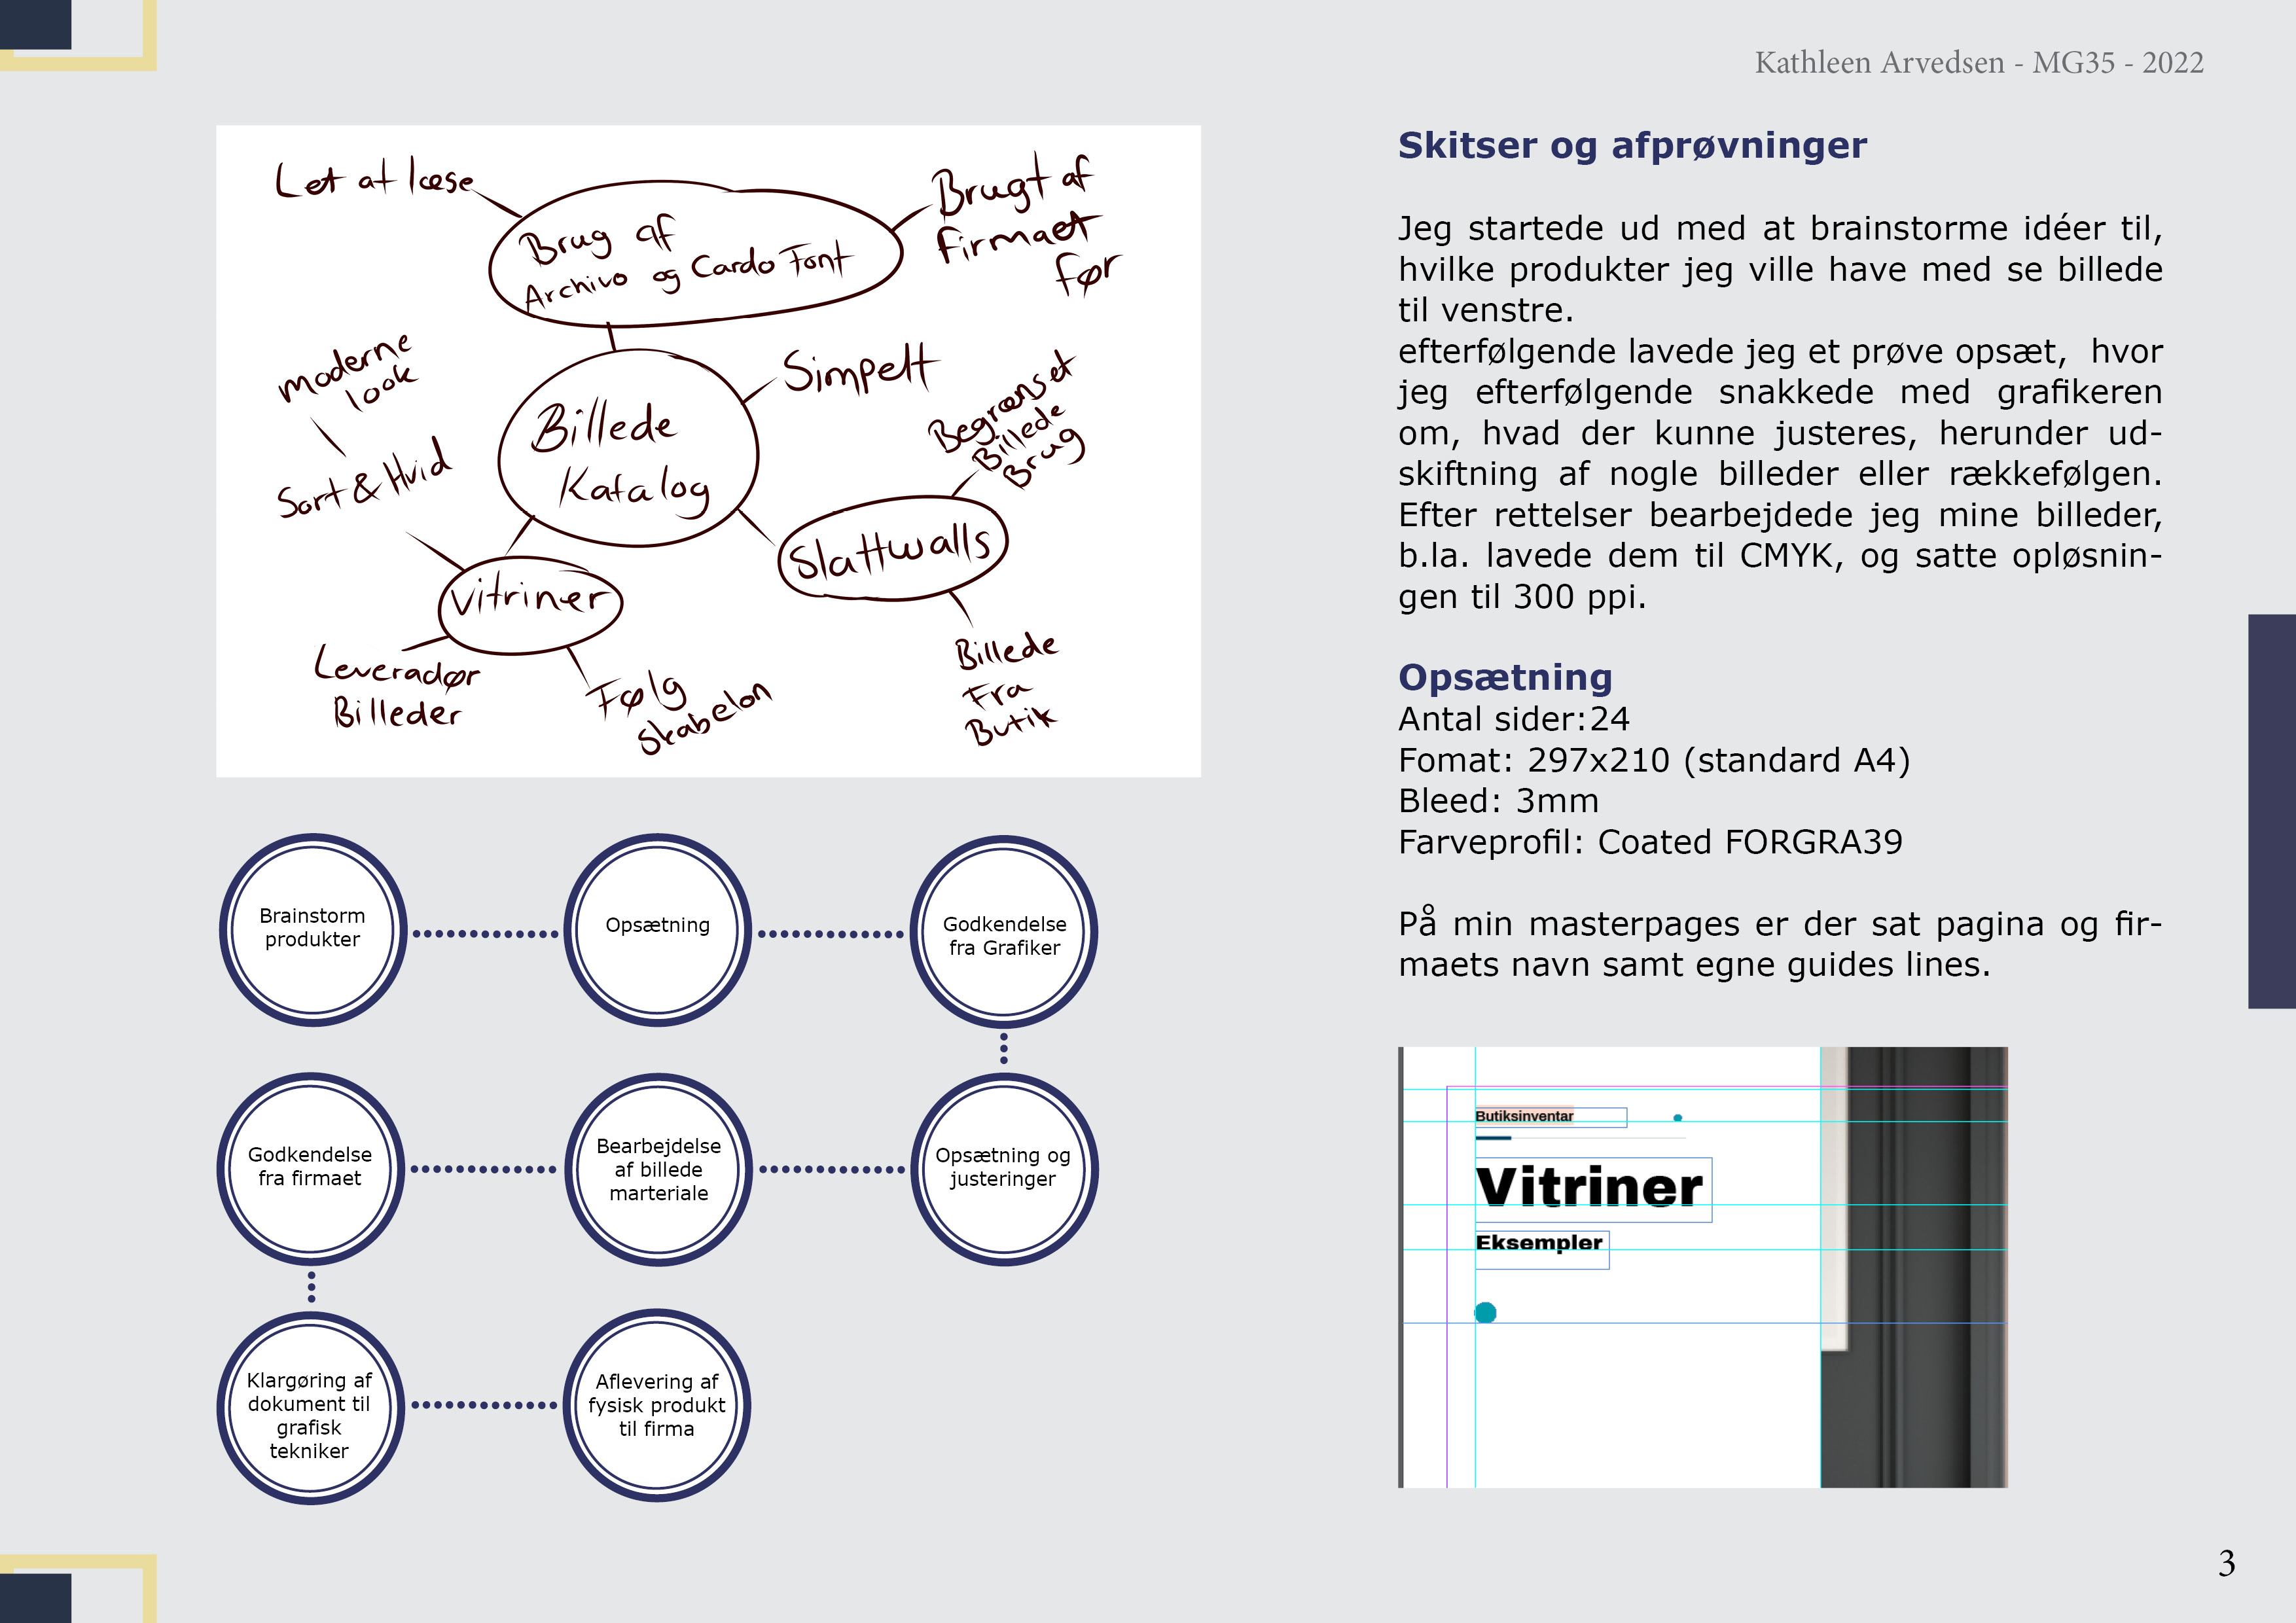 Kathleen Arvedsen - MG35 - 2022
Let at læse
Brug af
Archivo og Cardo Font
Brugt af
Firmaet
Før
moderne
look
Sort & Hvid
Billede
Katalog
Simpelt
Begrænset
Billede
Brug
Slattwalls
Vitriner
Leveradør
Billeder
Følg
Skabelon
Billede
Fra
Butik
Brainstorm
produkter
Opsætning
Godkendelse
fra Grafiker
Godkendelse
fra firmaet
Bearbejdelse
af billede
marteriale
Opsætning og
justeringer
Klargøring af
dokument til
grafisk
tekniker
Aflevering af
fysisk produkt
til firma
Skitser og afprøvninger
Jeg startede ud med at brainstorme idéer til,
hvilke produkter jeg ville have med se billede
til venstre.
efterfølgende lavede jeg et prøve opsæt, hvor
jeg efterfølgende snakkede med grafikeren
om, hvad der kunne justeres, herunder ud-
skiftning af nogle billeder eller rækkefølgen.
Efter rettelser bearbejdede jeg mine billeder,
b.la. lavede dem til CMYK, og satte opløsnin-
gen til 300 ppi.
Opsætning
Antal sider:24
Fomat: 297x210 (standard A4)
Bleed: 3mm
Farveprofil: Coated FORGRA39
På min masterpages er der sat pagina og fir-
maets navn samt egne guides lines.
Butiksinventar
Vitriner
Eksempler
3